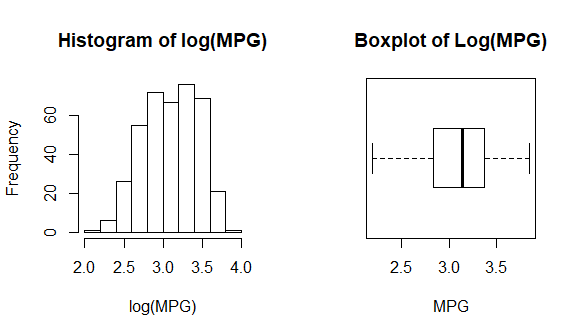 Histogram of log(MPG)
Frequency
0
20
40
60
2.0 2.5 3.0 3.5 4.0
log(MPG)
Boxplot of Log(MPG)
2.5 3.0 3.5
MPG